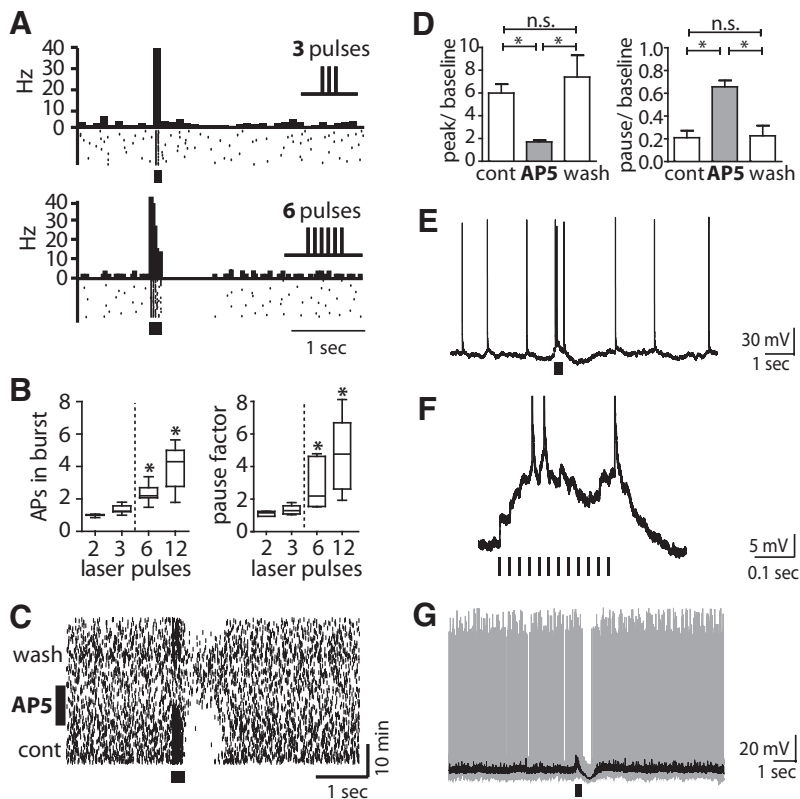 A
3 pulses
Hz
40
30
20
10
0
6 pulses
Hz
40
30
20
10
0
1 sec
B
APs in burst
8
6
4
2
0
* *
2 3 6 12
laser pulses
pause factor
8
6
4
2
0
* *
2 3 6 12
laser pulses
C
wash
AP5
cont
10 min
1 sec
D
n.s.
* *
peak/ baseline
10
8
6
4
2
0
cont AP5 wash
n.s.
* *
pause/ baseline
1.0
0.8
0.6
0.4
0.2
0.0
cont AP5 wash
E
30 mV
1 sec
F
5 mV
0.1 sec
G
20 mV
1 sec